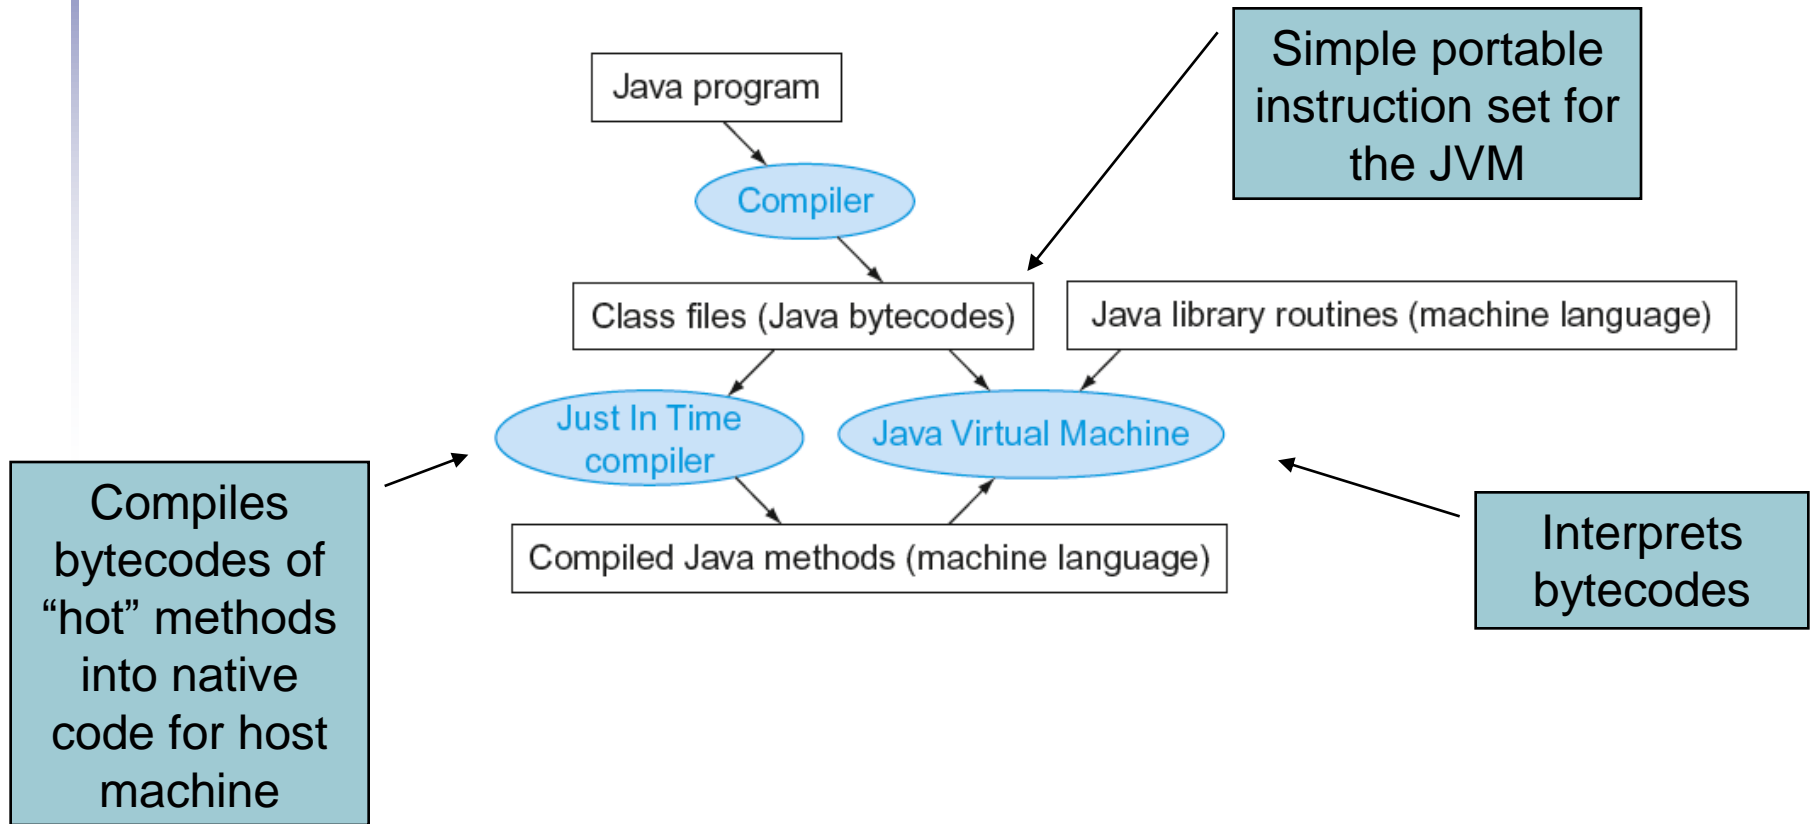 Java program
Simple portable
instruction set for
the JVM
Compiler
Class files (Java bytecodes)
Java library routines (machine language)
Just In Time
compiler
Java Virtual Machine
Compiles
bytecodes of
“hot” methods
into native
code for host
machine
Compiled Java methods (machine language)
Interprets
bytecodes